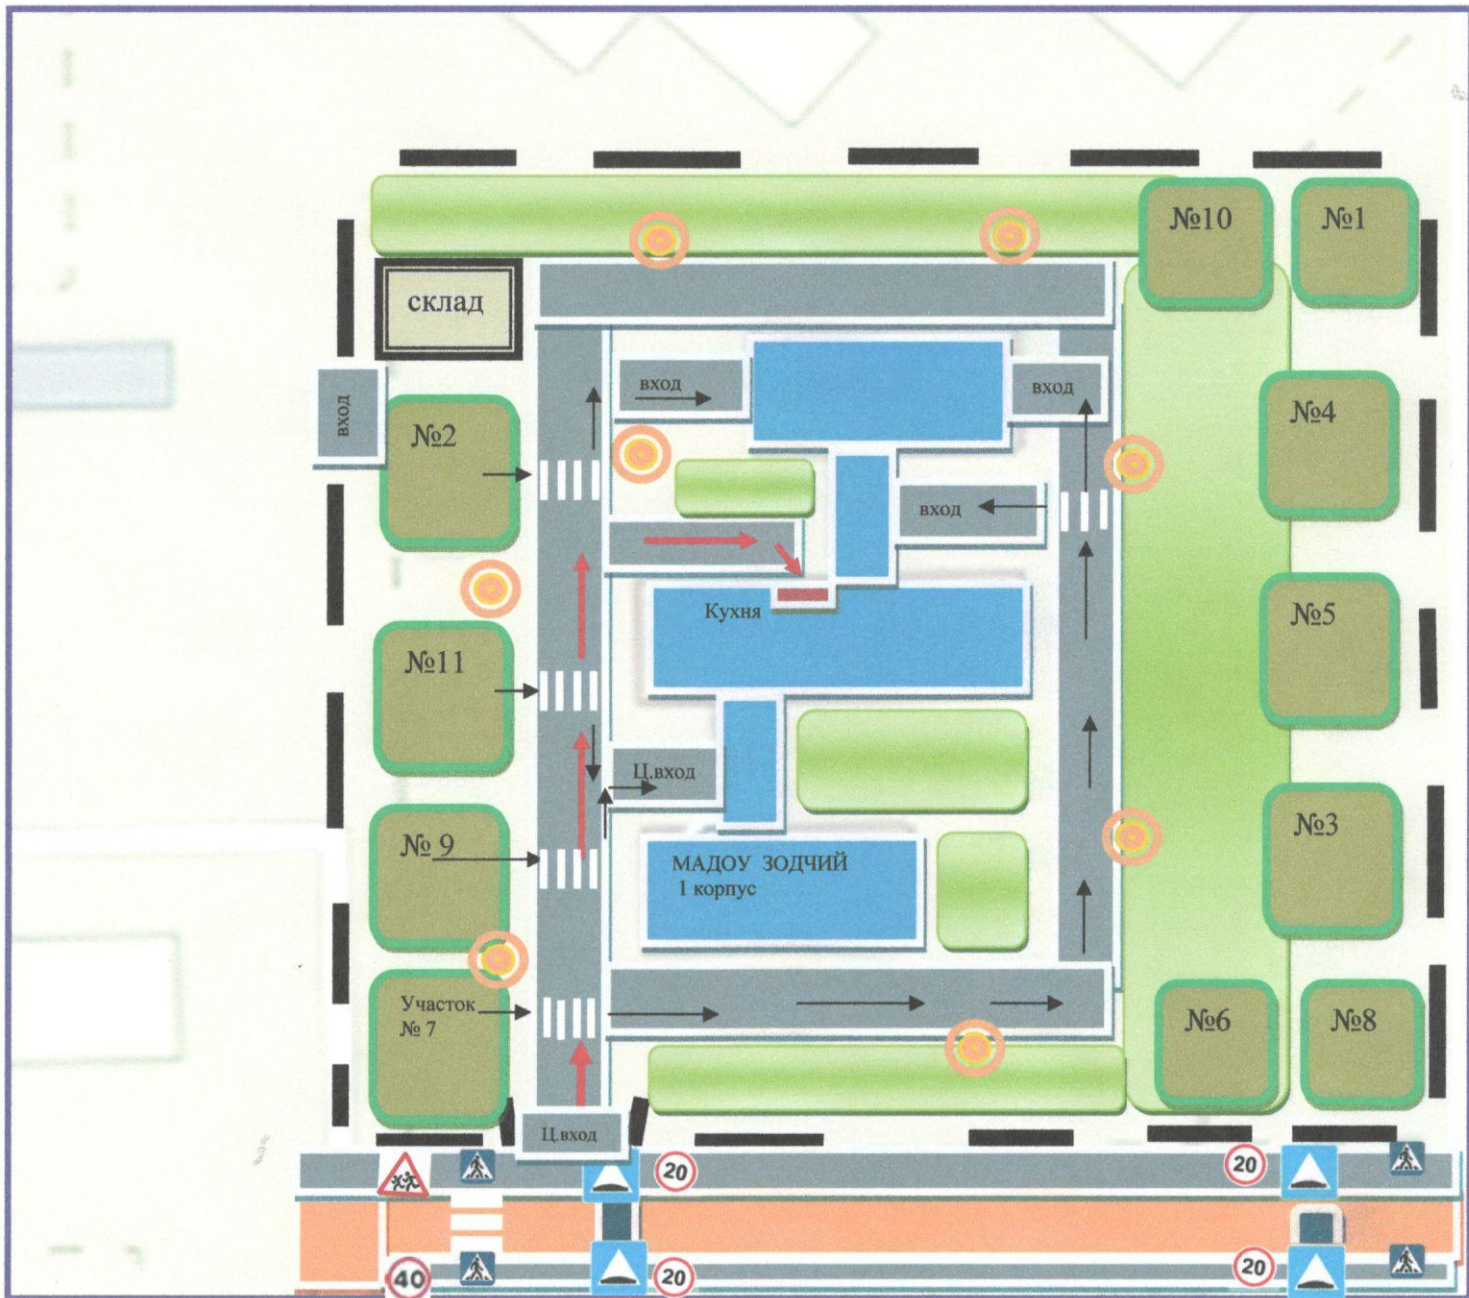 №10
№1
склад
вход
вход
вход
№2
№4
вход
Кухня
№11
№5
Ц.вход
№ 9
МАДОУ ЗОДЧИЙ
1 корпус
№3
Участок
№ 7
№6
№8
Ц.вход
20
20
40
20
20